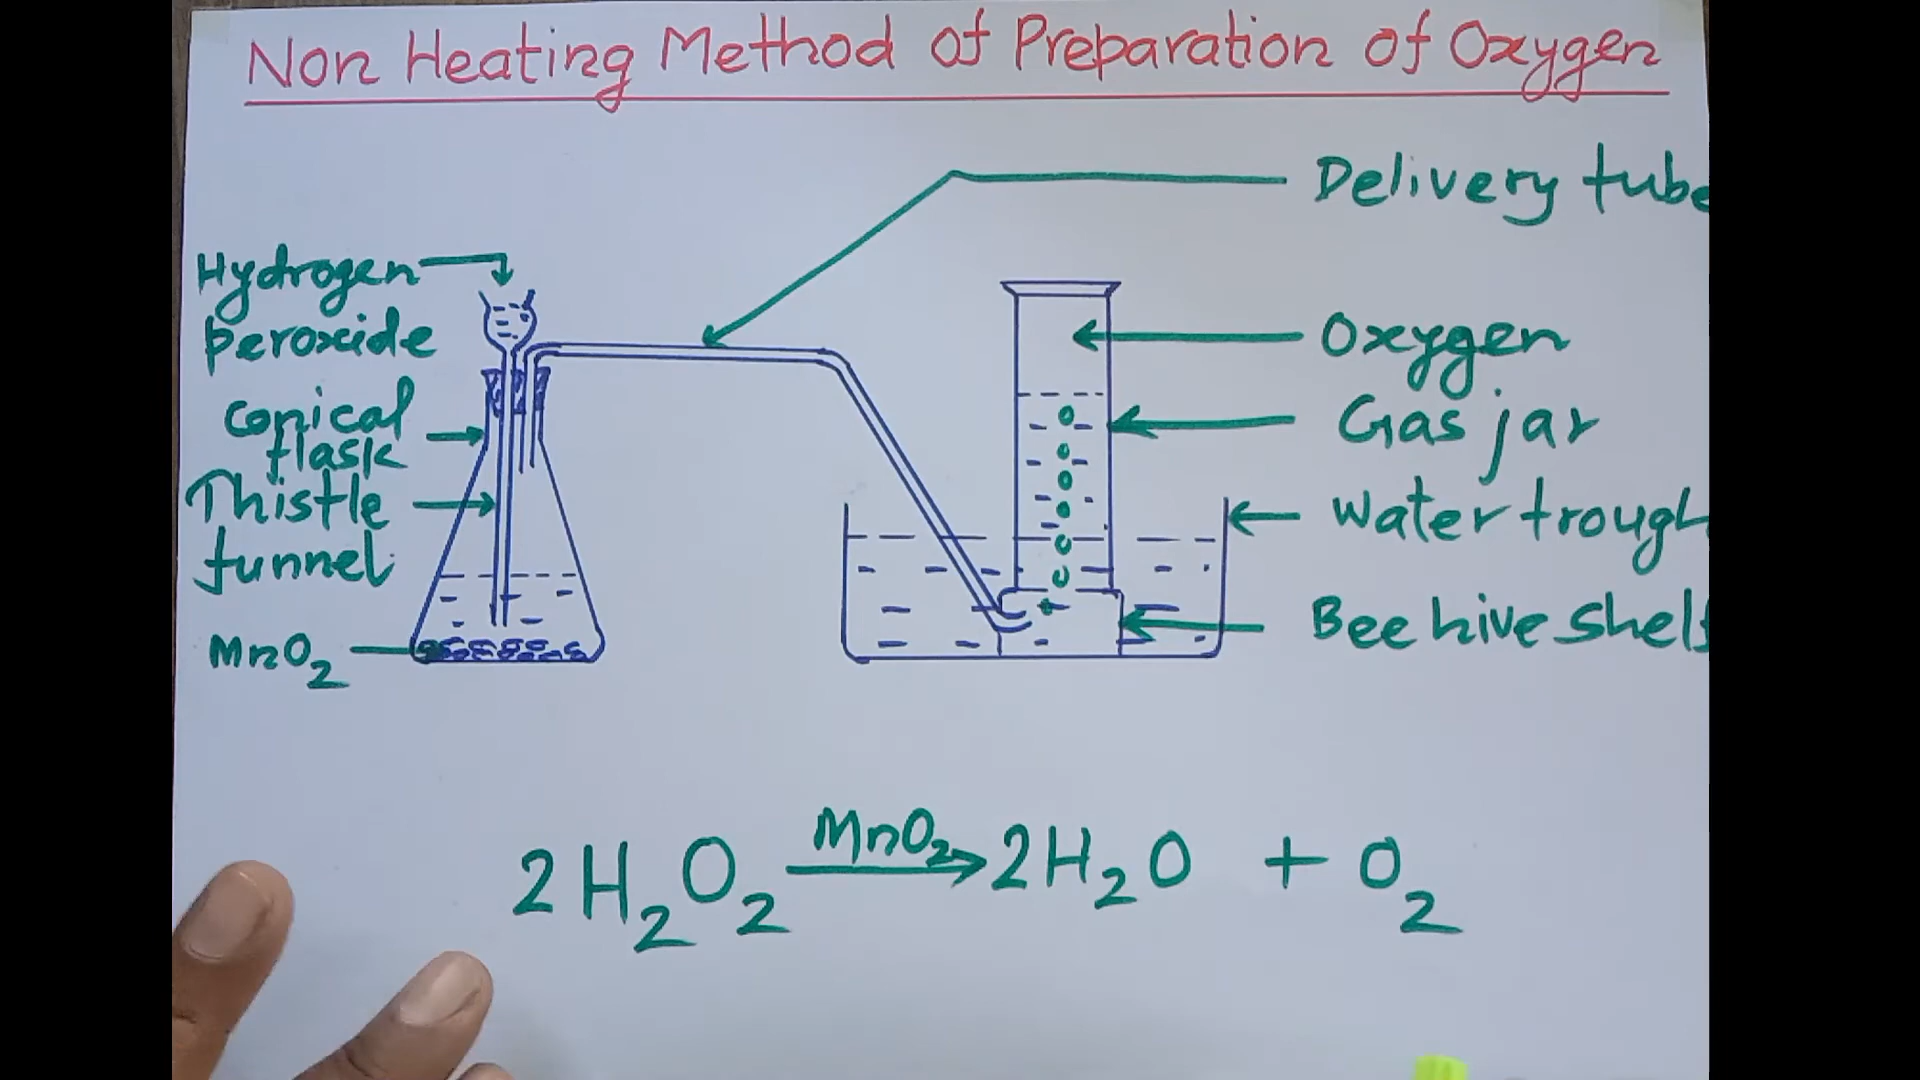 Non Heating Method of Preparation of Oxygen
Delivery tube
Hydrogen
peroxide
Conical
flask
Thistle
funnel
MnO2
Oxygen
Gas jar
Water trough
Bee hive shelf
2H2O2 MnO2 → 2H2O + O2